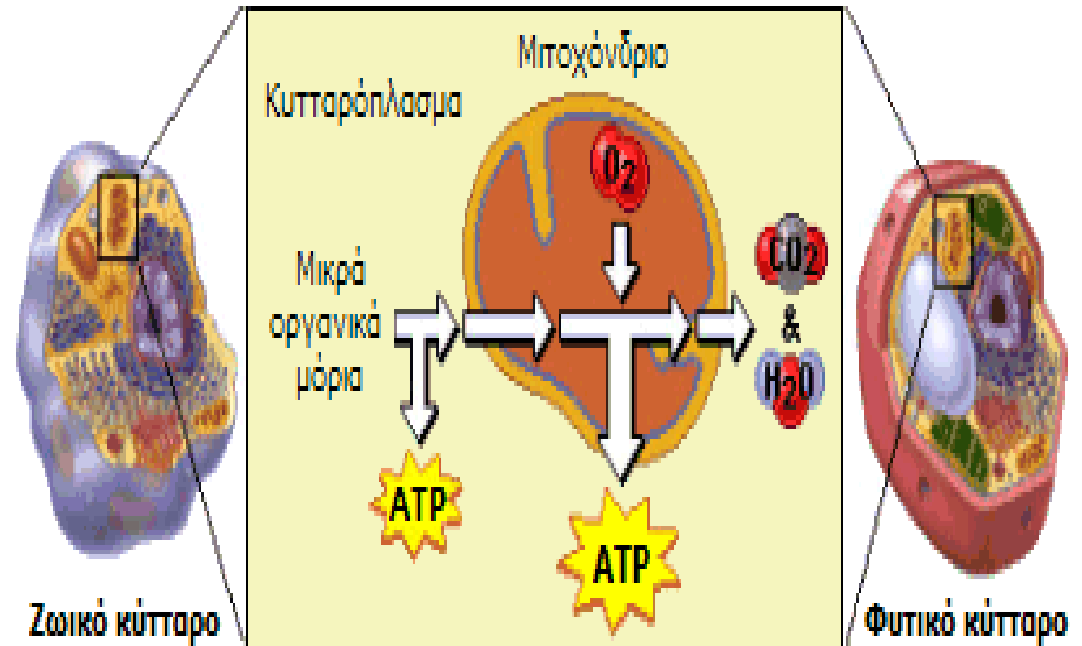 Μιτοχόνδριο
Κυτταρόπλασμα
O2
Μικρά
οργανικά
μόρια
CO2
&
H2O
ATP
ATP
Ζωικό κύτταρο
Φυτικό κύτταρο